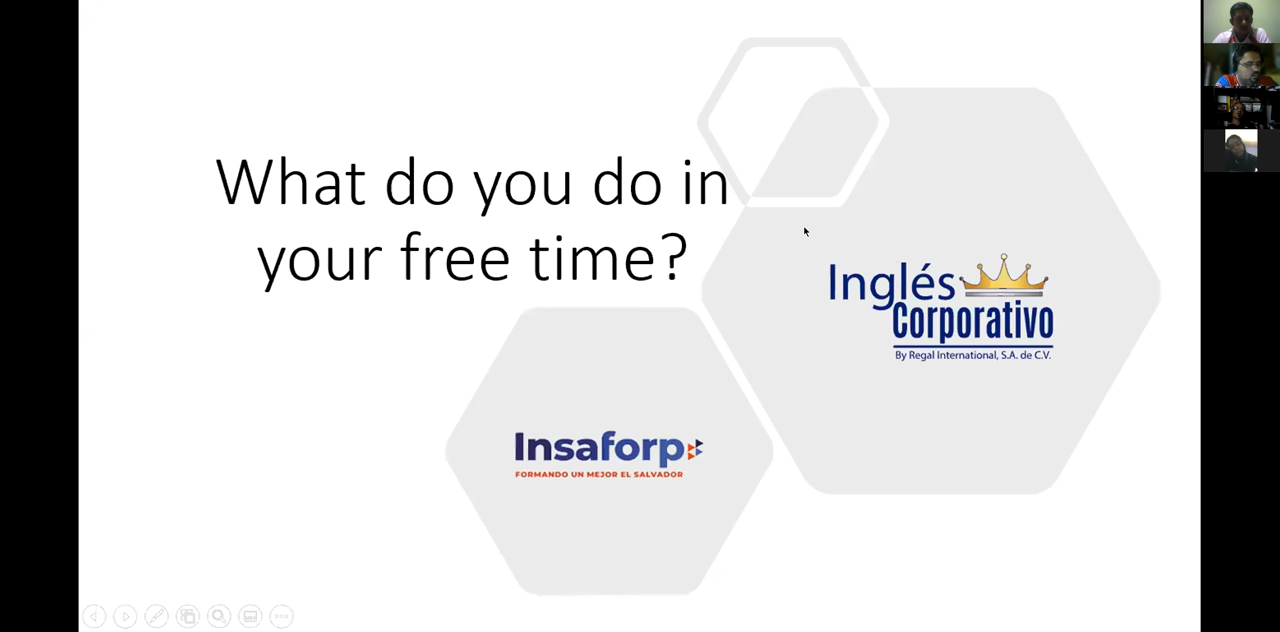 What do you do in
your free time?
Inglés
Corporativo
By Regal International, S.A. de C.V.
Insaforp
FORMANDO UN MEJOR EL SALVADOR